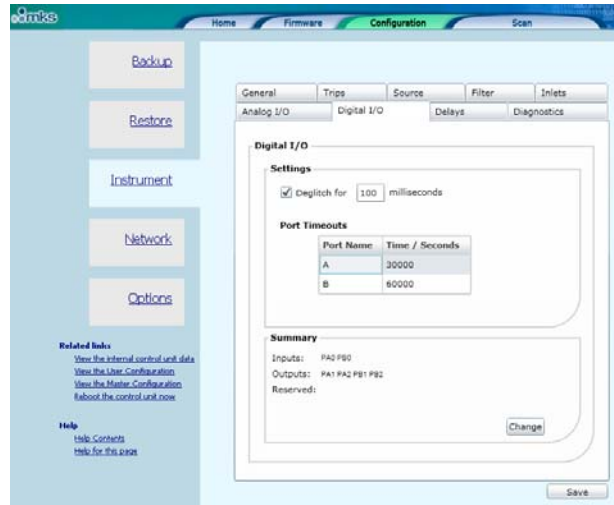 mks
Home Firmware Configuration Scan
Backup
Restore
Instrument
Network
Options
Related links
View the internal control unit data
View the User Configuration
View the Master Configuration
Reboot the control unit now
Help
Help Contents
Help for this page
General Trips Source Filter Inlets
Analog I/O Digital I/O Delays Diagnostics
Digital I/O
Settings
Deglitch for 100 milliseconds
Port Timeouts
Port Name Time / Seconds
A 30000
B 60000
Summary
Inputs: PA0 PB0
Outputs: PA1 PA2 PB1 PB2
Reserved:
Change
Save